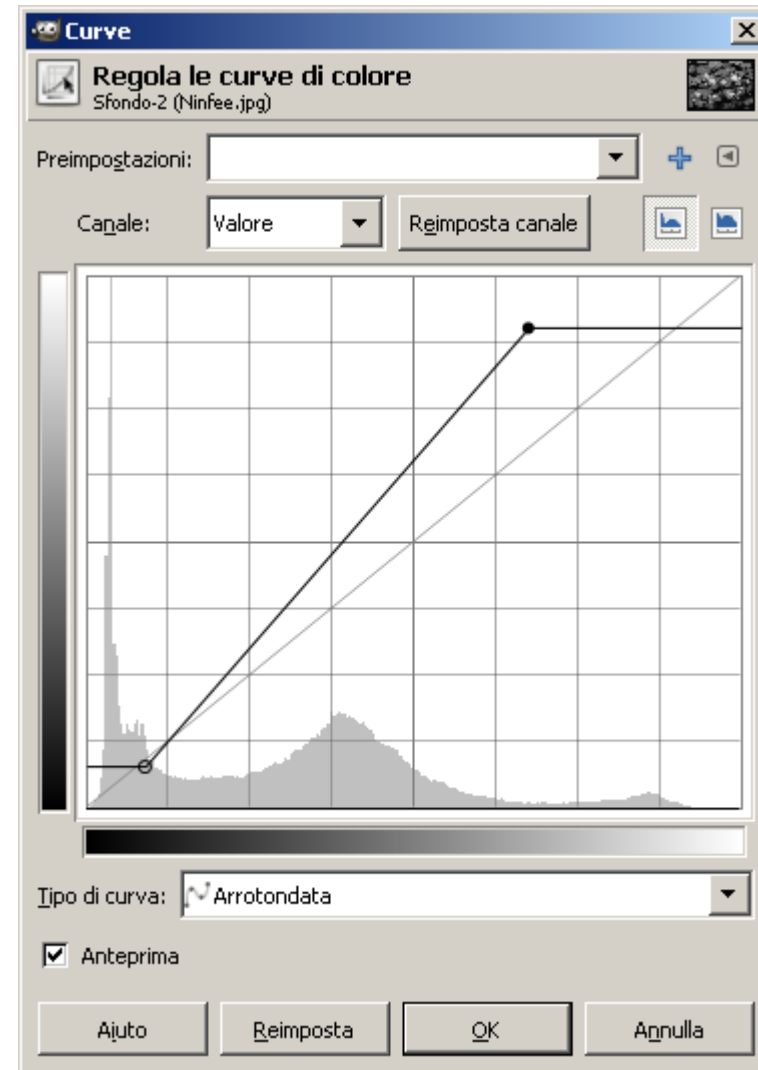 Curve
Regola le curve di colore
Sfondo-2 (Ninfee.jpg)
Preimpostazioni:
Canale: Valore Reimposta canale
Tipo di curva: Arrotondata
Anteprima
Aiuto Reimposta OK Annulla